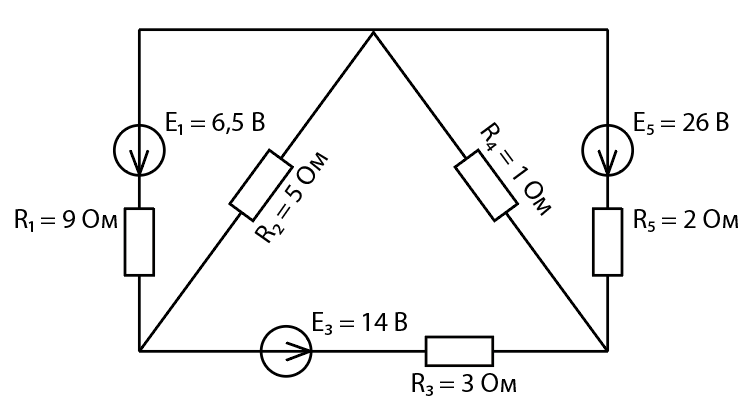 E₁ = 6,5 В
E₅ = 26 В
R₄ = 1 Ом
R₂ = 5 Ом
R₁ = 9 Ом
R₅ = 2 Ом
E₃ = 14 В
R₃ = 3 Ом